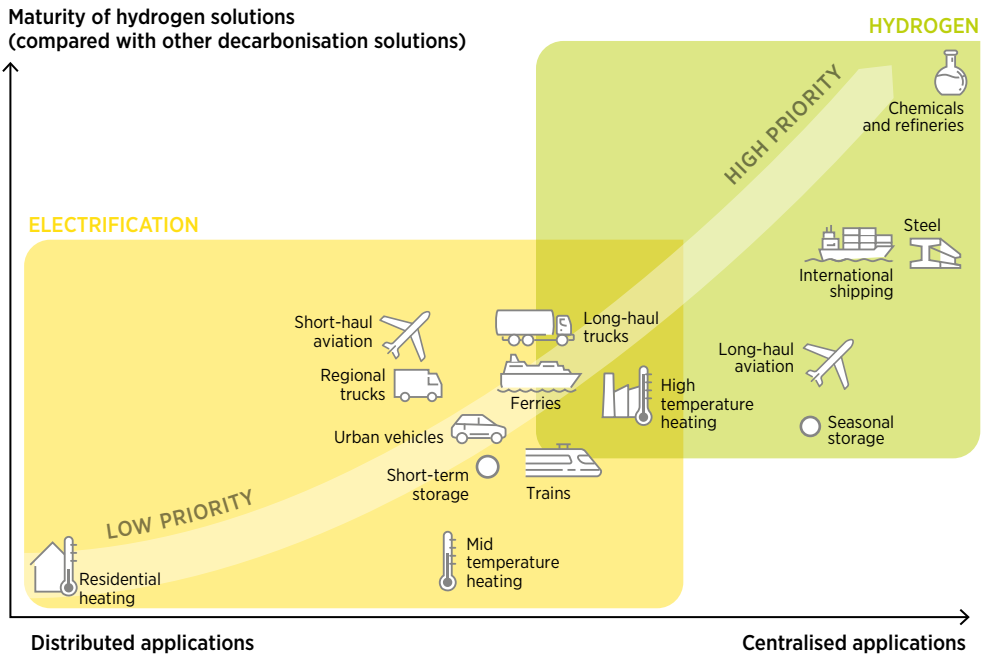 Maturity of hydrogen solutions
(compared with other decarbonisation solutions)
HYDROGEN
HIGH PRIORITY
Chemicals
and refineries
ELECTRIFICATION
Steel
International
shipping
Short-haul
aviation
Long-haul
trucks
Long-haul
aviation
Regional
trucks
Ferries
High
temperature
heating
Urban vehicles
Seasonal
storage
Short-term
storage
Trains
LOW PRIORITY
Mid
temperature
heating
Residential
heating
Distributed applications
Centralised applications